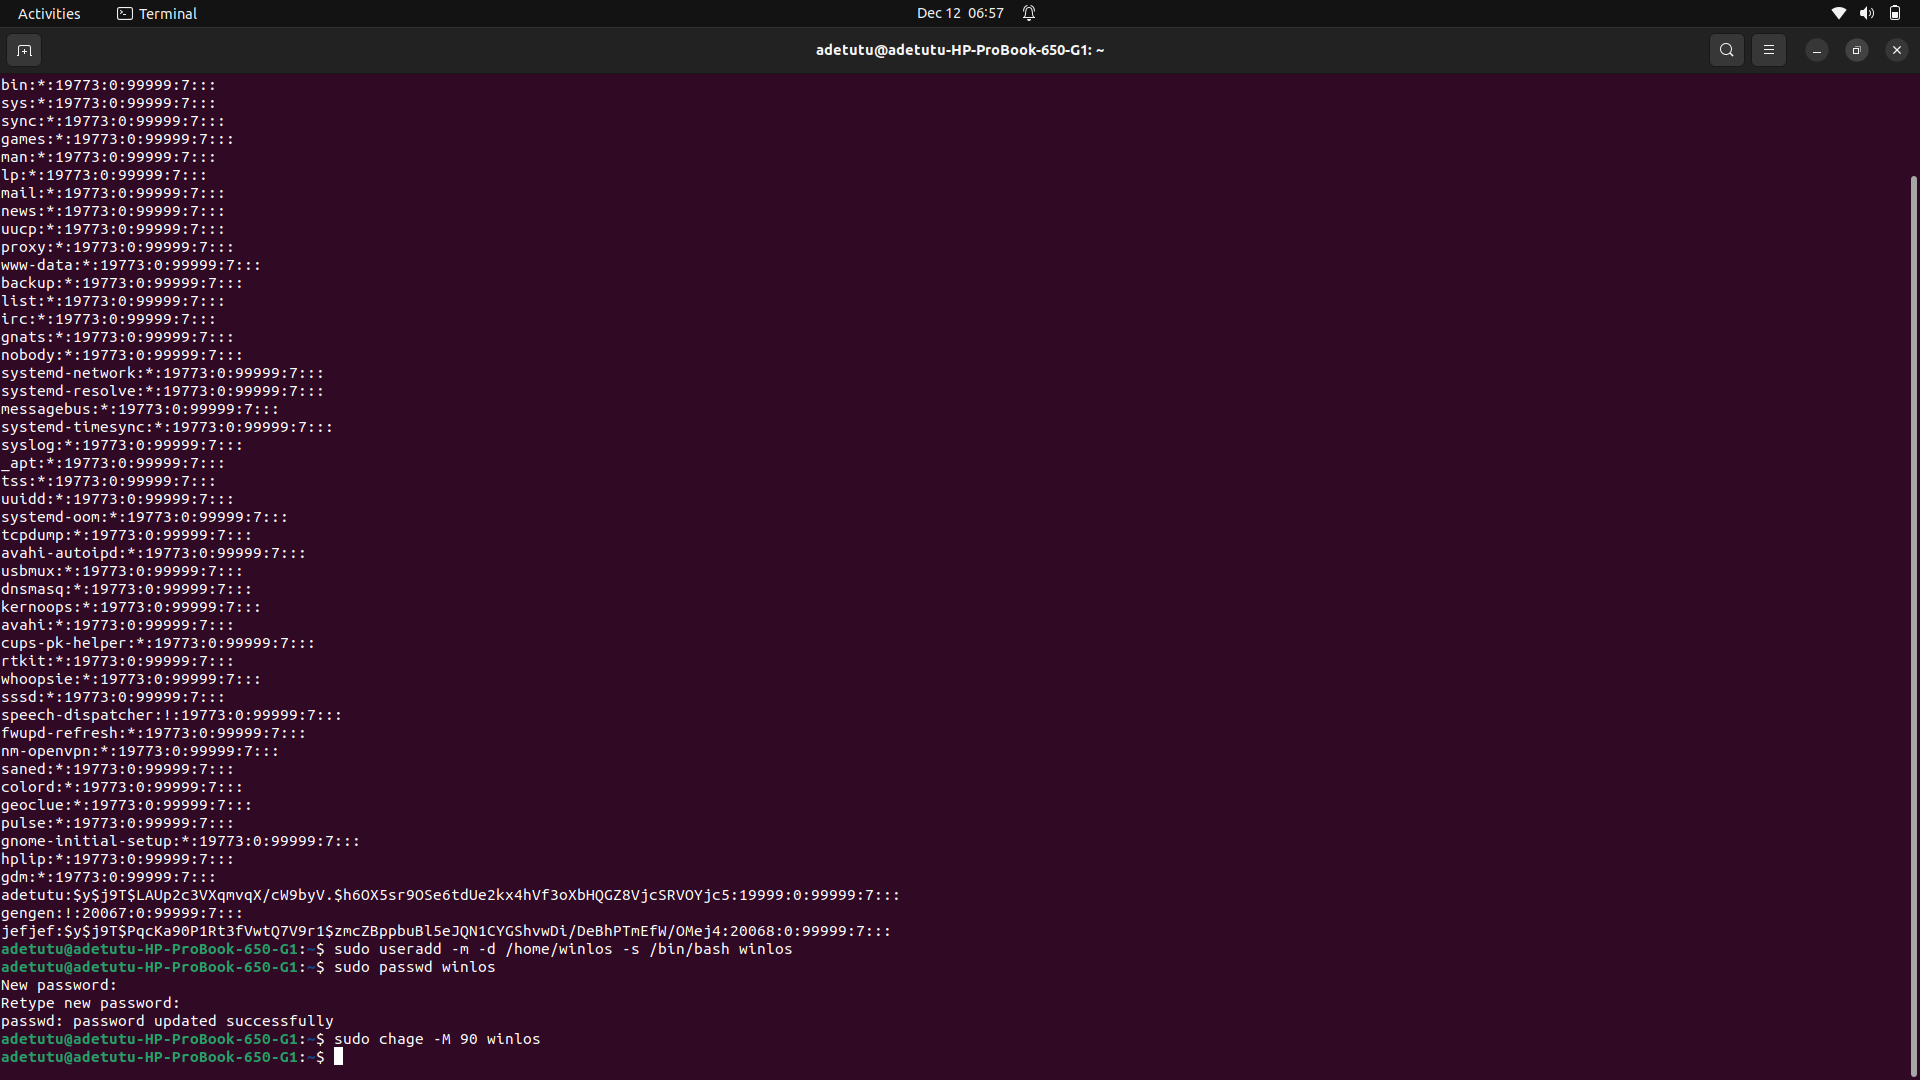 Activities Terminal Dec 12 06:57
adetutu@adetutu-HP-ProBook-650-G1: ~
bin:*:19773:0:99999:7:::
sys:*:19773:0:99999:7:::
sync:*:19773:0:99999:7:::
games:*:19773:0:99999:7:::
man:*:19773:0:99999:7:::
lp:*:19773:0:99999:7:::
mail:*:19773:0:99999:7:::
news:*:19773:0:99999:7:::
uucp:*:19773:0:99999:7:::
proxy:*:19773:0:99999:7:::
www-data:*:19773:0:99999:7:::
backup:*:19773:0:99999:7:::
list:*:19773:0:99999:7:::
irc:*:19773:0:99999:7:::
gnats:*:19773:0:99999:7:::
nobody:*:19773:0:99999:7:::
systemd-network:*:19773:0:99999:7:::
systemd-resolve:*:19773:0:99999:7:::
messagebus:*:19773:0:99999:7:::
systemd-timesync:*:19773:0:99999:7:::
syslog:*:19773:0:99999:7:::
_apt:*:19773:0:99999:7:::
tss:*:19773:0:99999:7:::
uuidd:*:19773:0:99999:7:::
systemd-oom:*:19773:0:99999:7:::
tcpdump:*:19773:0:99999:7:::
avahi-autoipd:*:19773:0:99999:7:::
usbmux:*:19773:0:99999:7:::
dnsmasq:*:19773:0:99999:7:::
kernoops:*:19773:0:99999:7:::
avahi:*:19773:0:99999:7:::
cups-pk-helper:*:19773:0:99999:7:::
rtkit:*:19773:0:99999:7:::
whoopsie:*:19773:0:99999:7:::
sssd:*:19773:0:99999:7:::
speech-dispatcher:!:19773:0:99999:7:::
fwupd-refresh:*:19773:0:99999:7:::
nm-openvpn:*:19773:0:99999:7:::
saned:*:19773:0:99999:7:::
colord:*:19773:0:99999:7:::
geoclue:*:19773:0:99999:7:::
pulse:*:19773:0:99999:7:::
gnome-initial-setup:*:19773:0:99999:7:::
hplip:*:19773:0:99999:7:::
gdm:*:19773:0:99999:7:::
adetutu:$y$j9T$LAUp2c3VXqmvqX/cW9byV.$h6OX5sr9OSe6tdUe2kx4hVf3oXbHQGZ8VjcSRVOYjc5:19999:0:99999:7:::
gengen:!:20067:0:99999:7:::
jefjef:$y$j9T$PqcKa90P1Rt3fVwtQ7V9r1$zmcZBppbuBl5eJQN1CYGShvwDi/DeBhPTmEfW/OMej4:20068:0:99999:7:::
adetutu@adetutu-HP-ProBook-650-G1:~$ sudo useradd -m -d /home/winlos -s /bin/bash winlos
adetutu@adetutu-HP-ProBook-650-G1:~$ sudo passwd winlos
New password:
Retype new password:
passwd: password updated successfully
adetutu@adetutu-HP-ProBook-650-G1:~$ sudo chage -M 90 winlos
adetutu@adetutu-HP-ProBook-650-G1:~$